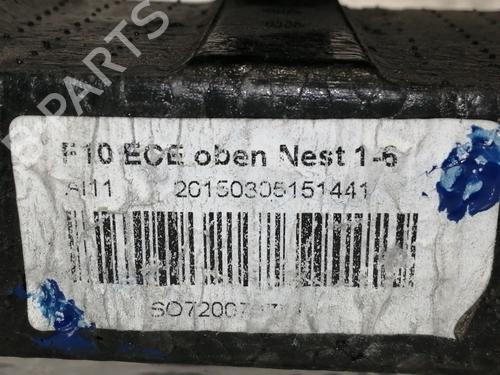 F10 ECE oben Nest 1-6
AI11 20150305151441
B-PARTS